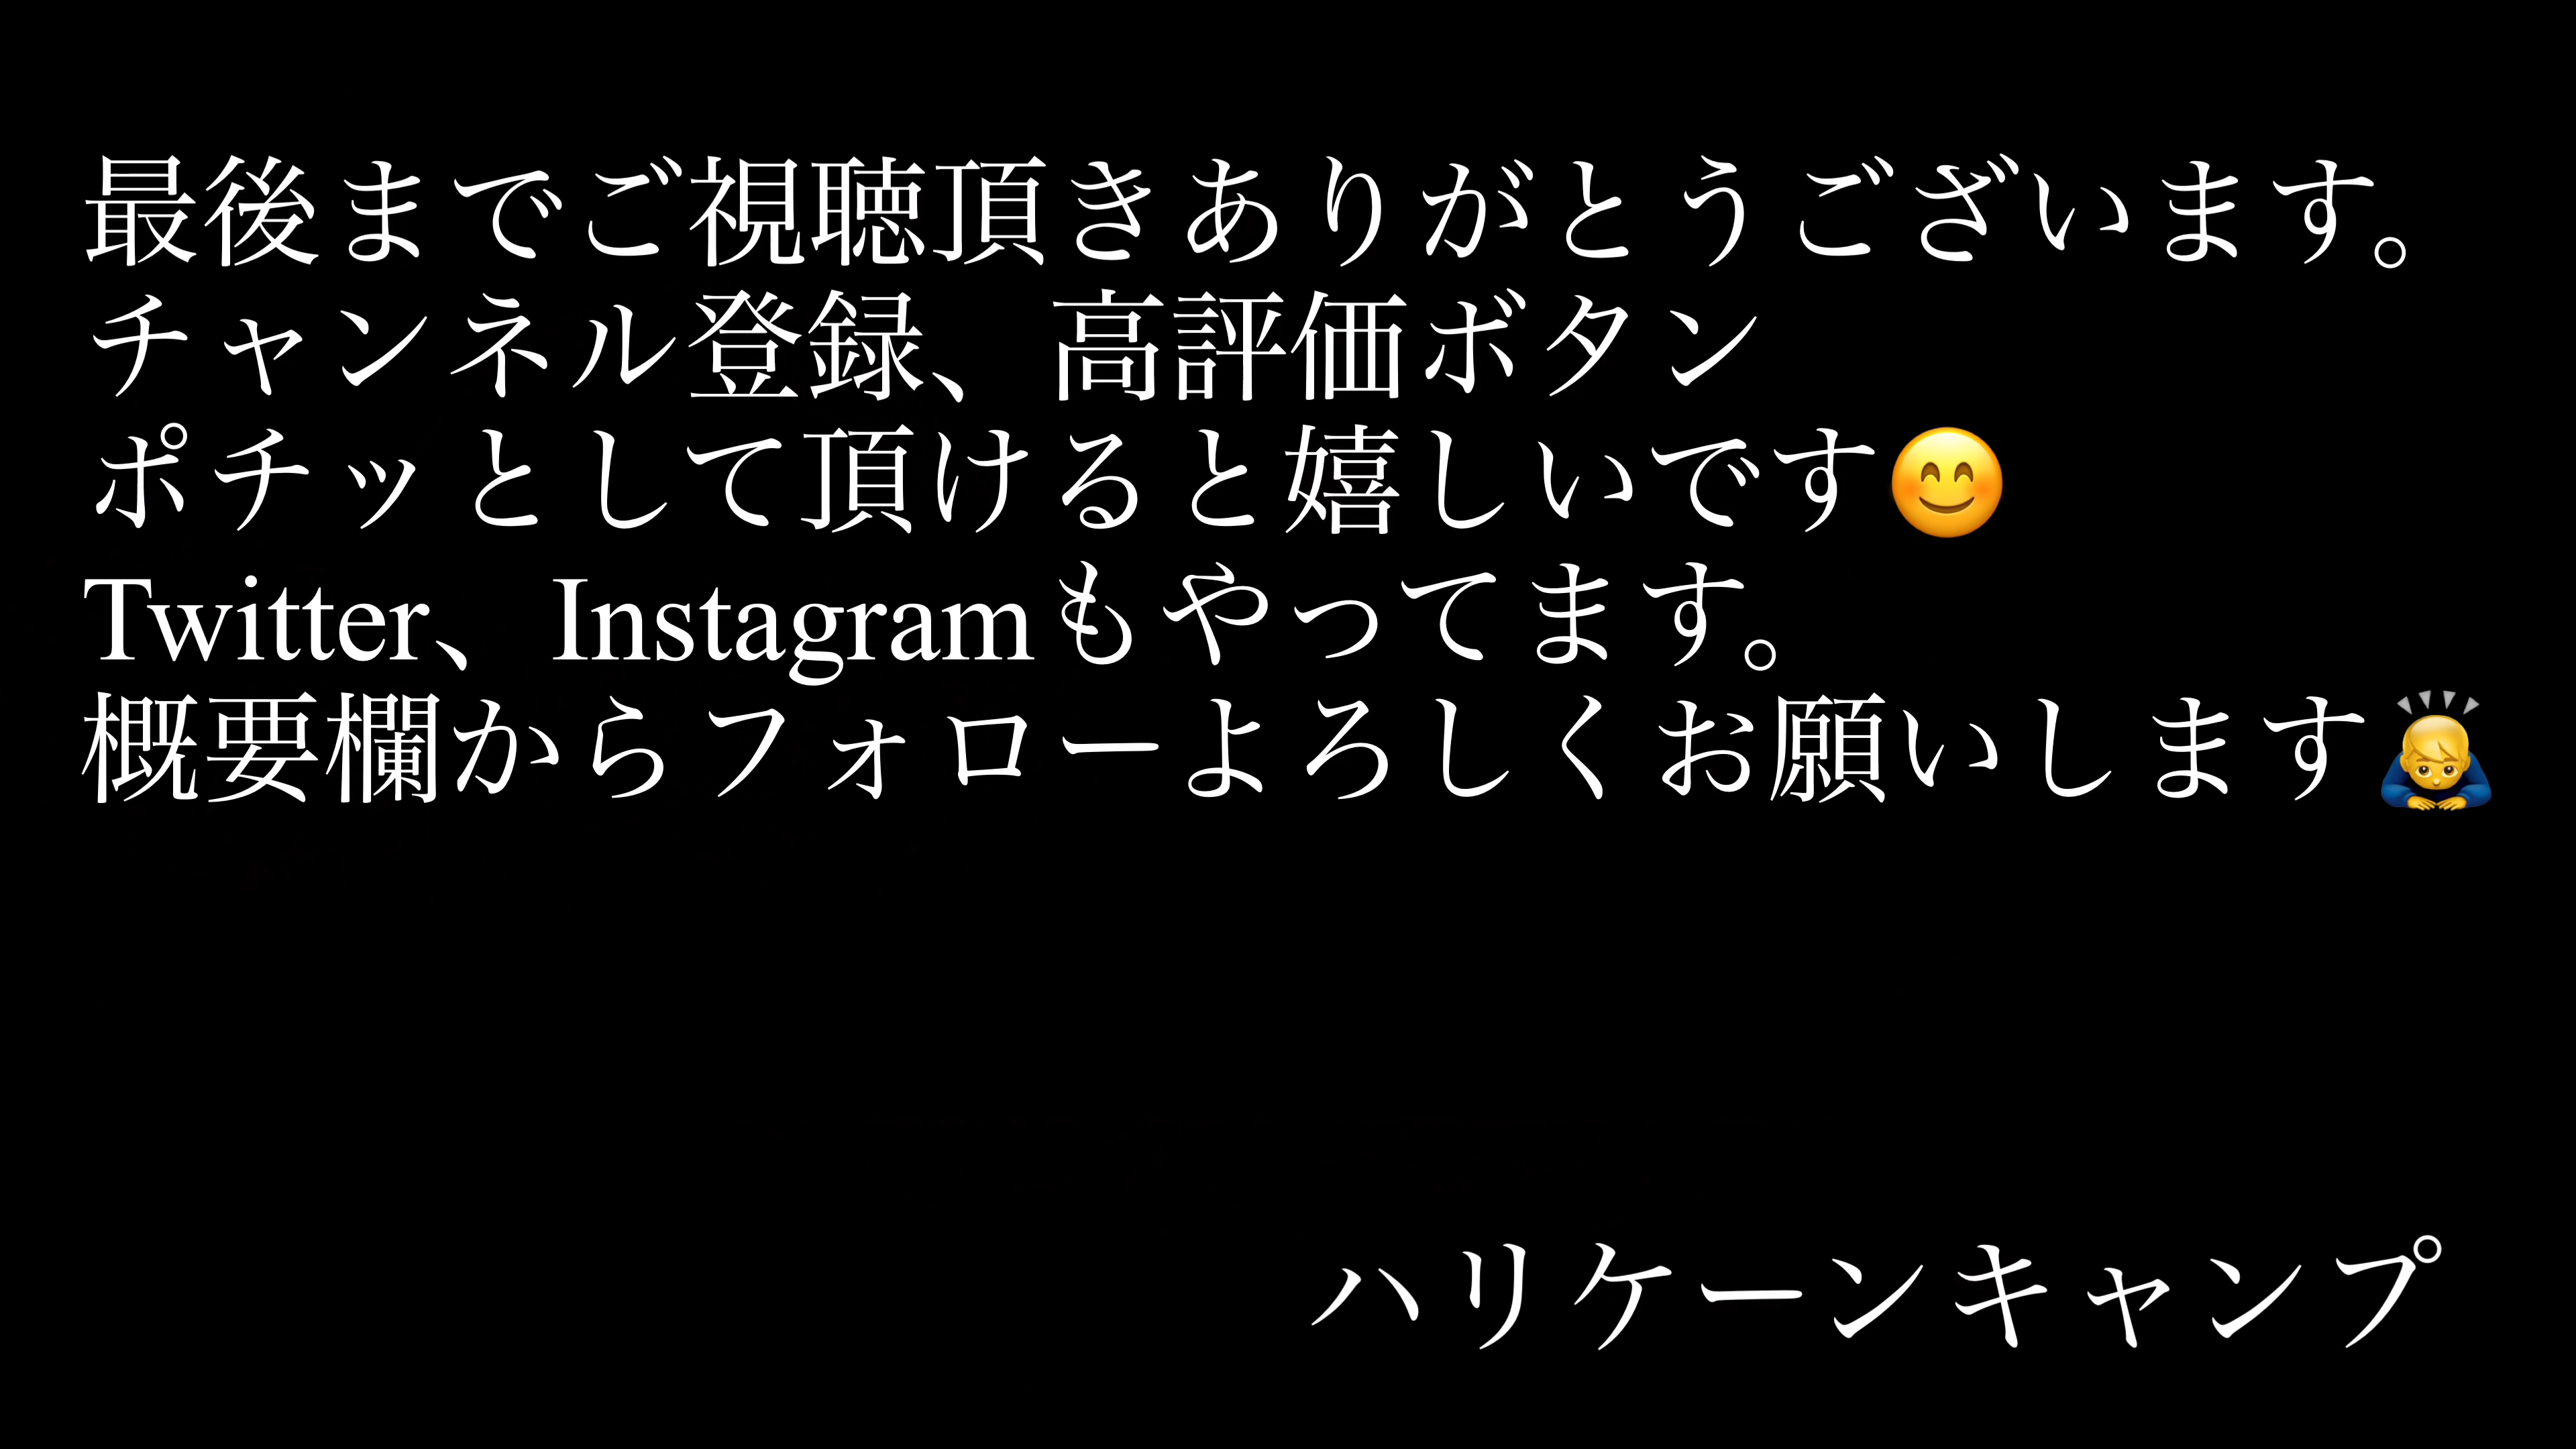 最後までご視聴頂きありがとうございます。
チャンネル登録、高評価ボタン
ポチッとして頂けると嬉しいです😊
Twitter、Instagramもやってます。
概要欄からフォローよろしくお願いします🙇‍♂️
ハリケーンキャンプ